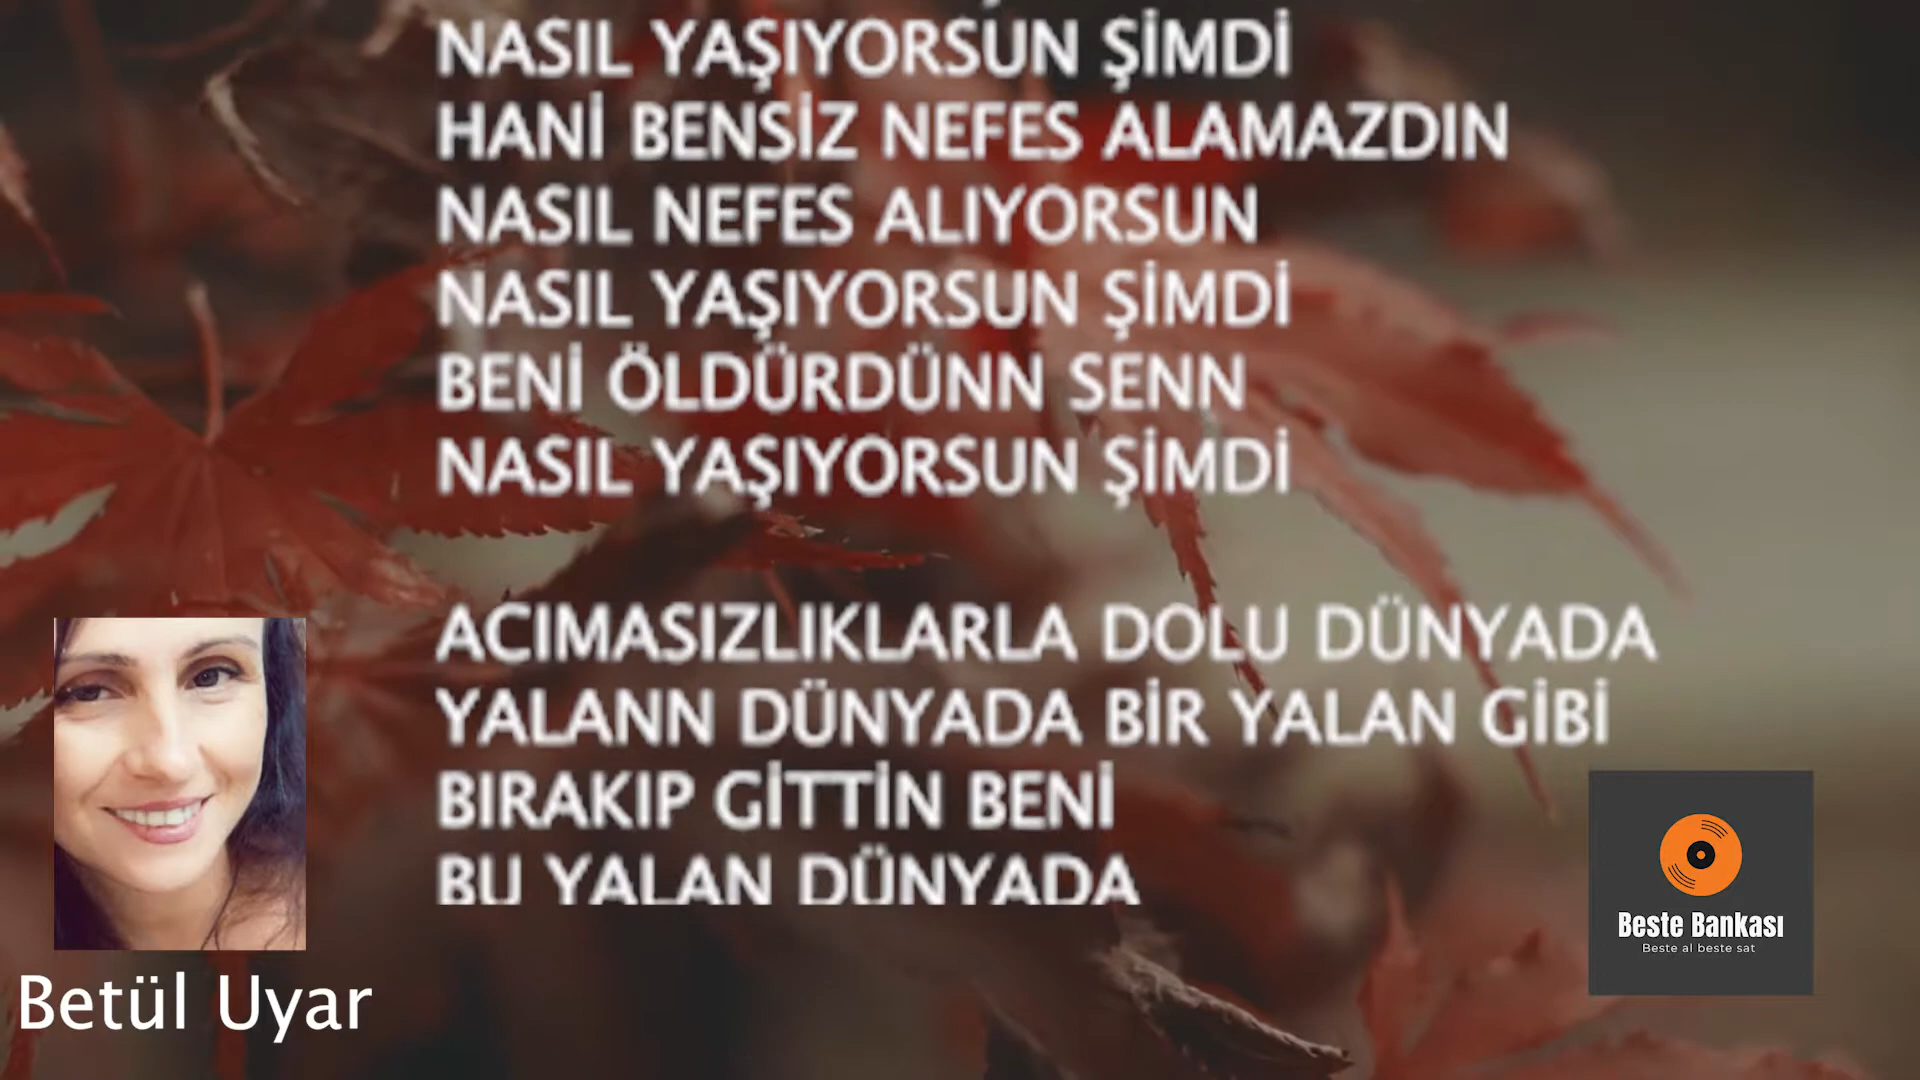 NASIL YAŞIYORSUN ŞİMDİ
HANİ BENSİZ NEFES ALAMAZDIN
NASIL NEFES ALIYORSUN
NASIL YAŞIYORSUN ŞİMDİ
BENİ ÖLDÜRDÜNN SENN
NASIL YAŞIYORSUN ŞİMDİ
ACIMASIZLIKLARLA DOLU DÜNYADA
YALANN DÜNYADA BİR YALAN GİBİ
BIRAKIP GİTTİN BENİ
BU YALAN DÜNYADA
Betül Uyar
Beste Bankası
Beste al beste sat